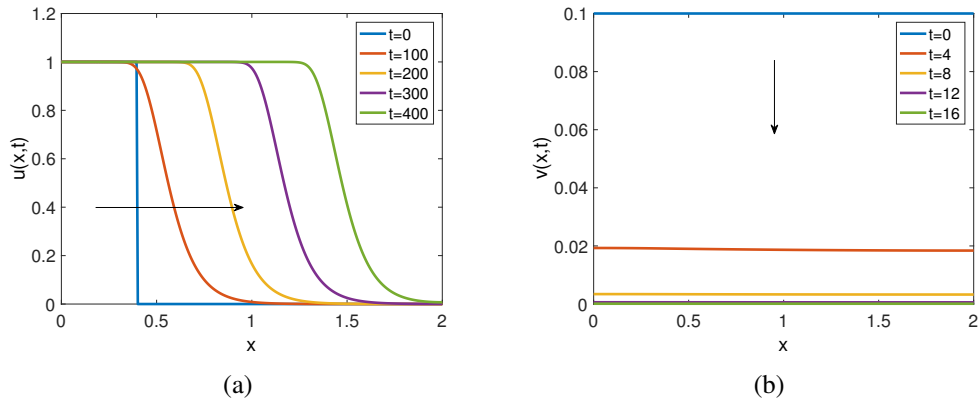 1.2
1
0.8
0.6
0.4
0.2
0
u(x,t)
0 0.5 1 1.5 2
x
t=0
t=100
t=200
t=300
t=400
(a)
0.1
0.08
0.06
0.04
0.02
0
v(x,t)
0 0.5 1 1.5 2
x
t=0
t=4
t=8
t=12
t=16
(b)